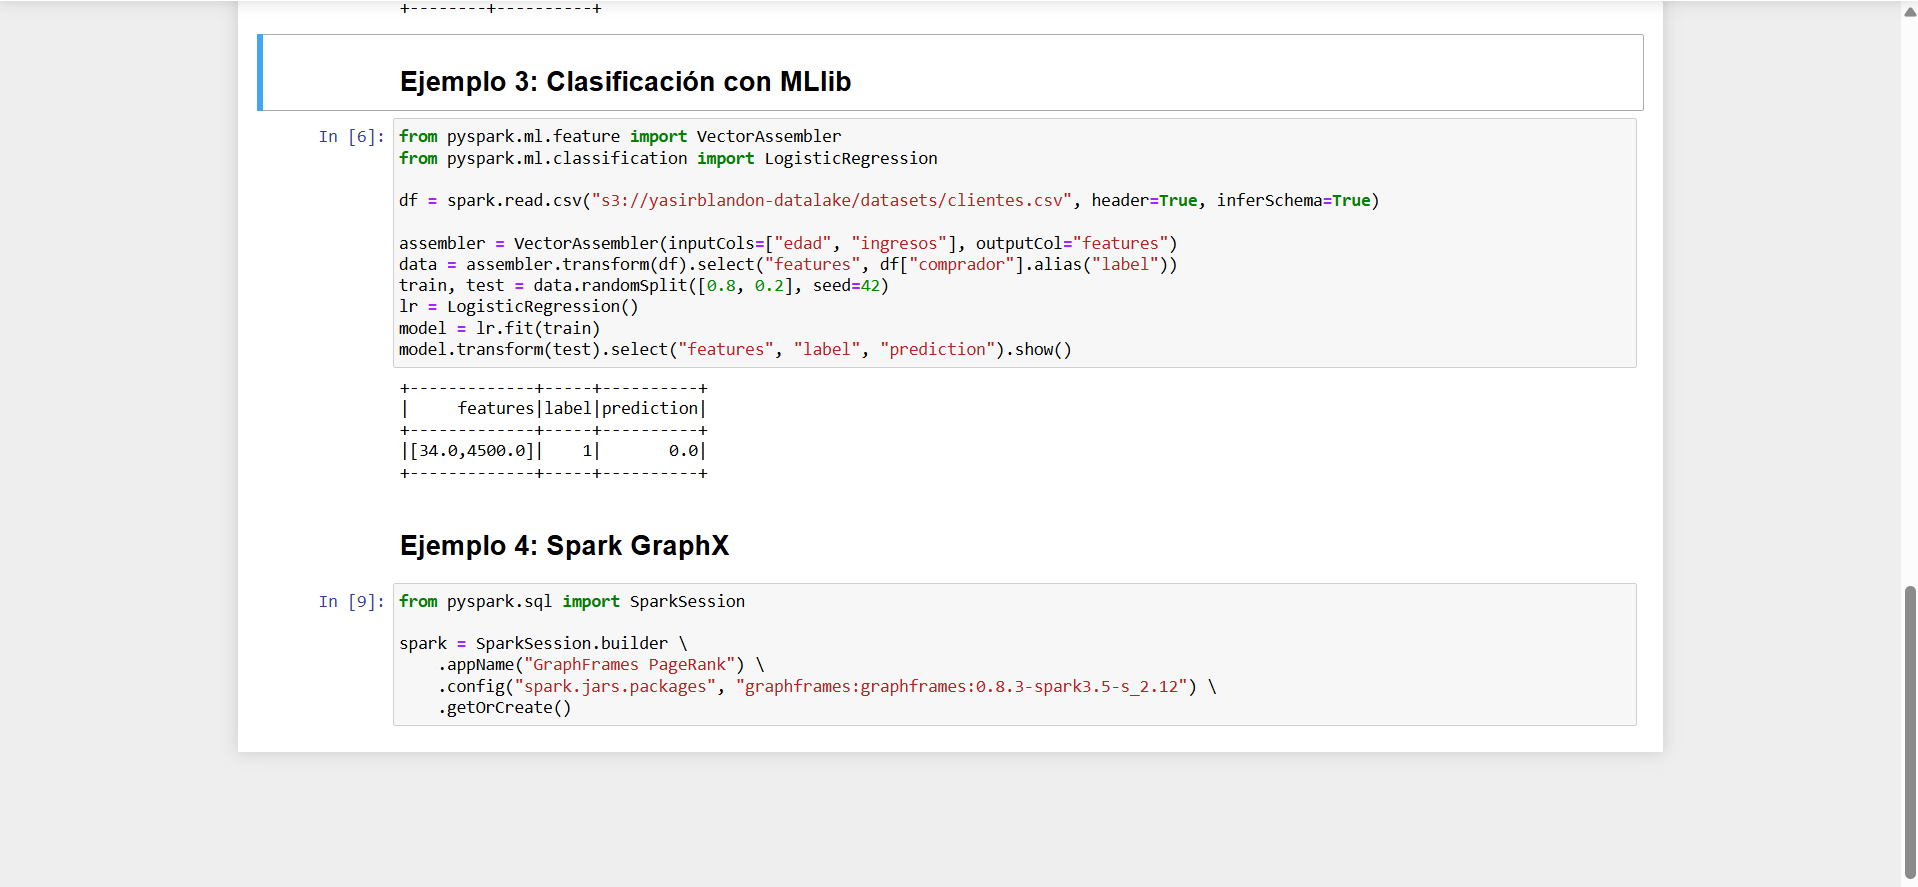 +--------+----------+
Ejemplo 3: Clasificación con MLlib
In [6]: from pyspark.ml.feature import VectorAssembler
from pyspark.ml.classification import LogisticRegression
df = spark.read.csv("s3://yasirblandon-datalake/datasets/clientes.csv", header=True, inferSchema=True)
assembler = VectorAssembler(inputCols=["edad", "ingresos"], outputCol="features")
data = assembler.transform(df).select("features", df["comprador"].alias("label"))
train, test = data.randomSplit([0.8, 0.2], seed=42)
lr = LogisticRegression()
model = lr.fit(train)
model.transform(test).select("features", "label", "prediction").show()
+-------------+-----+----------+
|     features|label|prediction|
+-------------+-----+----------+
|[34.0,4500.0]|    1|       0.0|
+-------------+-----+----------+
Ejemplo 4: Spark GraphX
In [9]: from pyspark.sql import SparkSession
spark = SparkSession.builder \
    .appName("GraphFrames PageRank") \
    .config("spark.jars.packages", "graphframes:graphframes:0.8.3-spark3.5-s_2.12") \
    .getOrCreate()